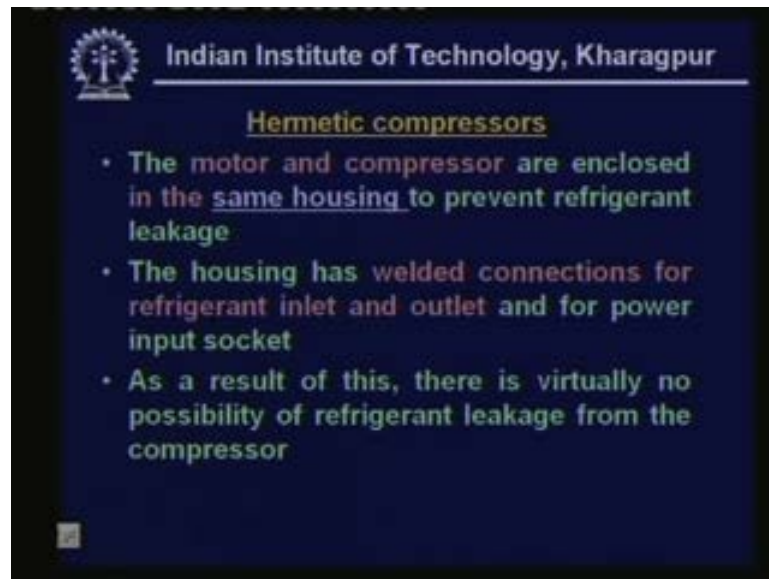 Indian Institute of Technology, Kharagpur
Hermetic compressors
• The motor and compressor are enclosed
in the same housing to prevent refrigerant
leakage
• The housing has welded connections for
refrigerant inlet and outlet and for power
input socket
• As a result of this, there is virtually no
possibility of refrigerant leakage from the
compressor